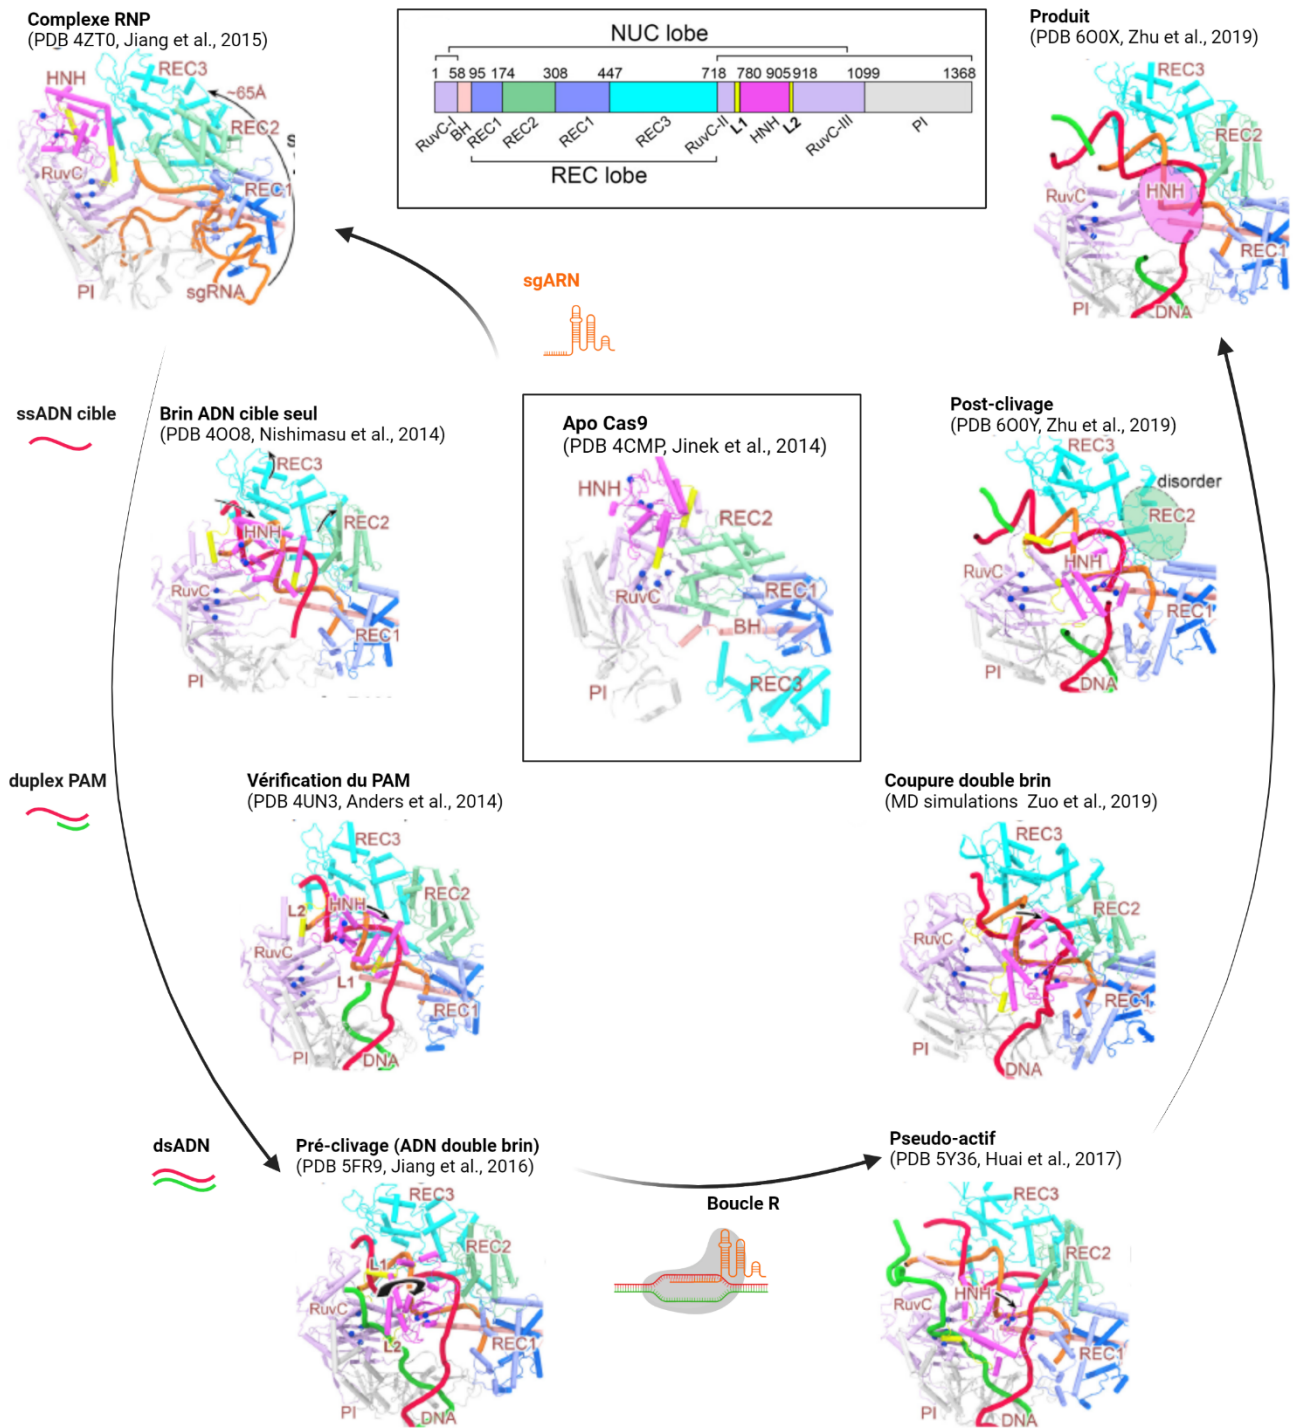 Complexe RNP
(PDB 4ZT0, Jiang et al., 2015)
HNH
REC3
~65Å
REC2
S
RuvC
REC1
PI
sgRNA
NUC lobe
1 58 95 174 308 447 718 780 905 918 1099 1368
RuvC-I BH REC1 REC2 REC1 REC3 RuvC-II L1 HNH L2 RuvC-III PI
REC lobe
Produit
(PDB 6O0X, Zhu et al., 2019)
REC3
REC2
RuvC
HNH
REC1
PI
DNA
sgARN
ssADN cible
Brin ADN cible seul
(PDB 4OO8, Nishimasu et al., 2014)
REC3
HNH
REC2
RuvC
REC1
PI
Apo Cas9
(PDB 4CMP, Jinek et al., 2014)
HNH
REC2
RuvC
REC1
BH
PI
REC3
Post-clivage
(PDB 6O0Y, Zhu et al., 2019)
REC3
disorder
REC2
RuvC
HNH
REC1
PI
DNA
duplex PAM
Vérification du PAM
(PDB 4UN3, Anders et al., 2014)
REC3
REC2
L2
HNH
RuvC
L1
REC1
PI
DNA
Coupure double brin
(MD simulations Zuo et al., 2019)
REC3
REC2
RuvC
REC1
PI
DNA
dsADN
Pré-clivage (ADN double brin)
(PDB 5FR9, Jiang et al., 2016)
REC3
REC2
L1
RuvC
L2
REC1
PI
DNA
Boucle R
Pseudo-actif
(PDB 5Y36, Huai et al., 2017)
REC3
REC2
RuvC
HNH
REC1
PI
DNA